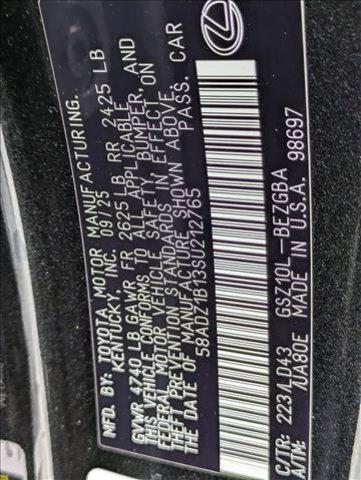 MFD. BY: TOYOTA MOTOR MANUFACTURING,
KENTUCKY, INC. 09/25
GVWR 4740 LB GAWR FR 2625 LB RR 2425 LB
THIS VEHICLE CONFORMS TO ALL APPLICABLE
FEDERAL MOTOR VEHICLE SAFETY, BUMPER, AND
THEFT PREVENTION STANDARDS IN EFFECT ON
THE DATE OF MANUFACTURE SHOWN ABOVE.
58ADZ1B13SU212765 PASS. CAR
C/TR: 223/LD43 GSZ10L-BEZGBA
A/TM: /UA80E MADE IN U.S.A. 98697